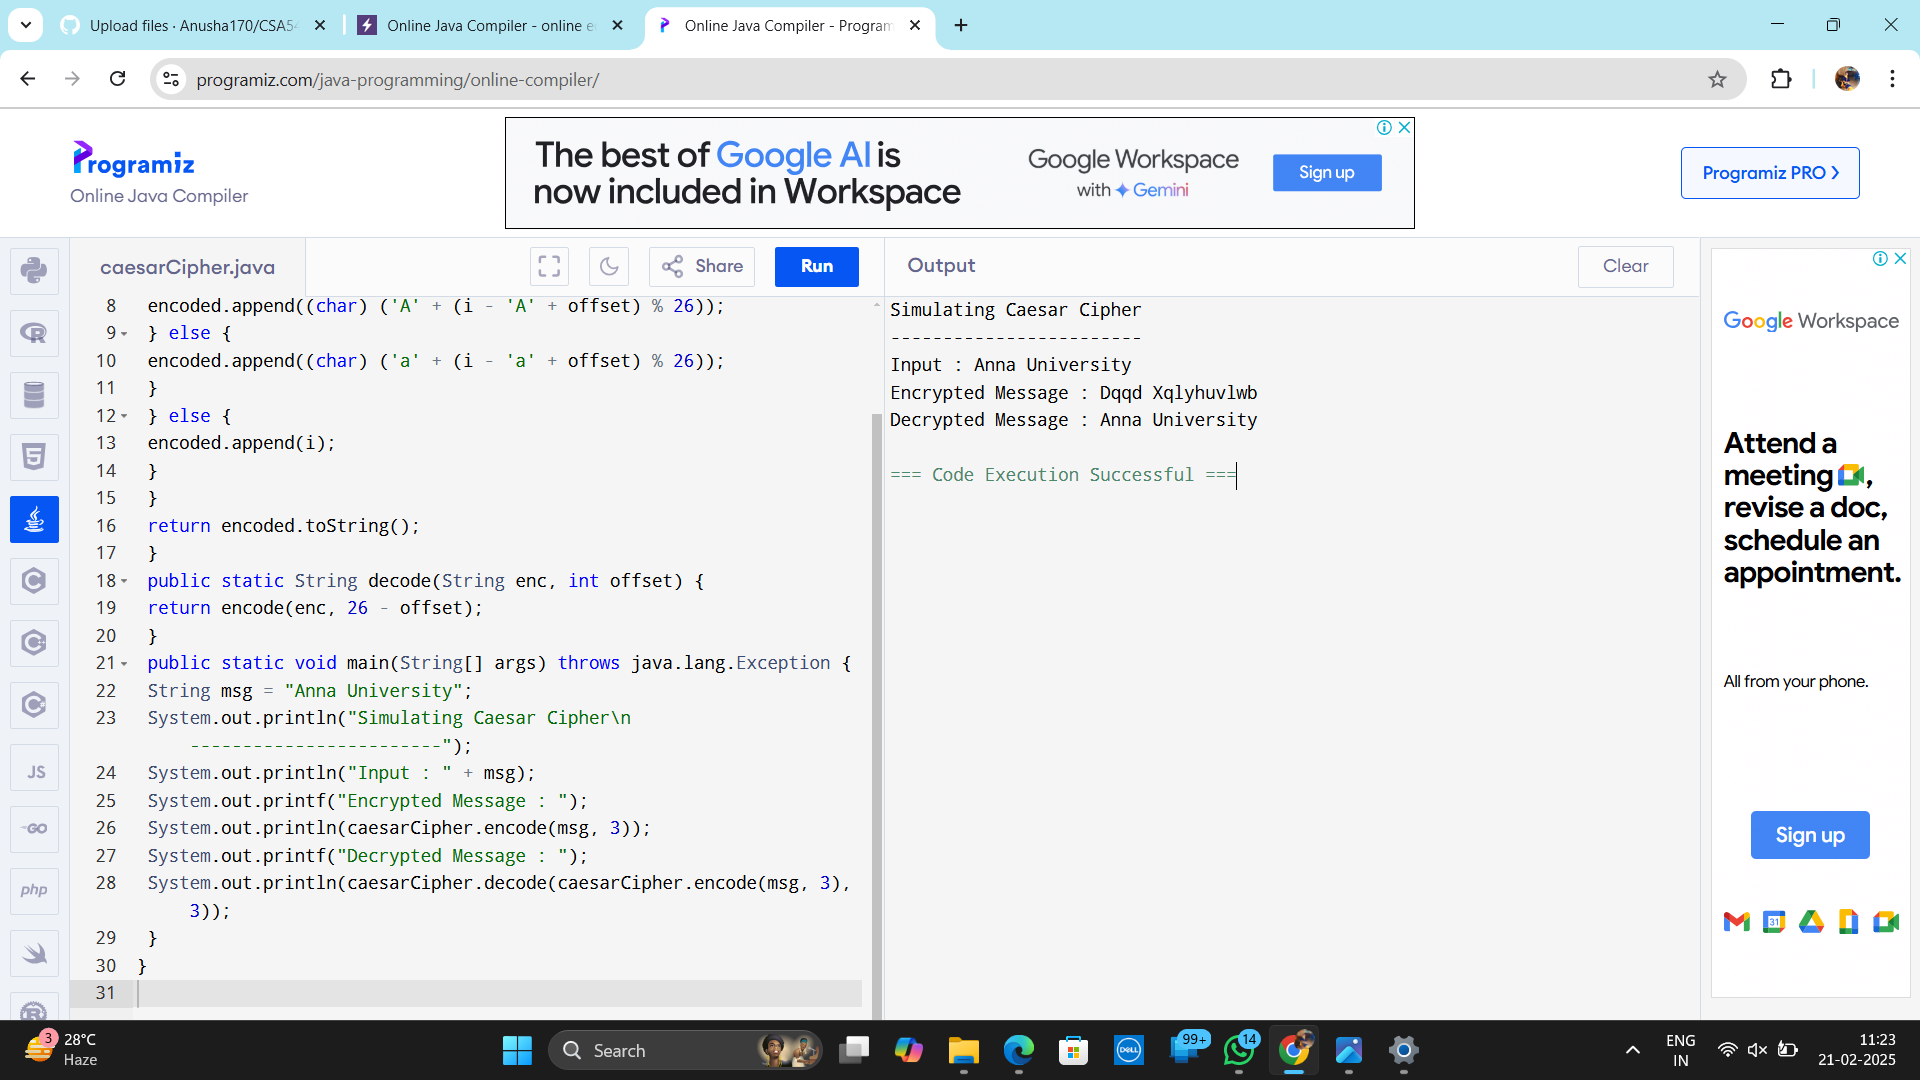 Upload files · Anusha170/CSA54
Online Java Compiler - online e
Online Java Compiler - Program
programiz.com/java-programming/online-compiler/
Programiz
Online Java Compiler
The best of Google AI is
now included in Workspace
Google Workspace
with Gemini
Sign up
Programiz PRO
caesarCipher.java
Share
Run
Output
Clear
8 encoded.append((char) ('A' + (i - 'A' + offset) % 26));
9 } else {
10 encoded.append((char) ('a' + (i - 'a' + offset) % 26));
11 }
12 } else {
13 encoded.append(i);
14 }
15 }
16 return encoded.toString();
17 }
18 public static String decode(String enc, int offset) {
19 return encode(enc, 26 - offset);
20 }
21 public static void main(String[] args) throws java.lang.Exception {
22 String msg = "Anna University";
23 System.out.println("Simulating Caesar Cipher\n
------------------------");
24 System.out.println("Input : " + msg);
25 System.out.printf("Encrypted Message : ");
26 System.out.println(caesarCipher.encode(msg, 3));
27 System.out.printf("Decrypted Message : ");
28 System.out.println(caesarCipher.decode(caesarCipher.encode(msg, 3),
3));
29 }
30 }
31
Simulating Caesar Cipher
------------------------
Input : Anna University
Encrypted Message : Dqqd Xqlyhuvlwb
Decrypted Message : Anna University
=== Code Execution Successful ===
Google Workspace
Attend a
meeting ,
revise a doc,
schedule an
appointment.
All from your phone.
Sign up
31
JS
GO
php
3
28°C
Haze
Search
DELL
99+
14
ENG
IN
11:23
21-02-2025